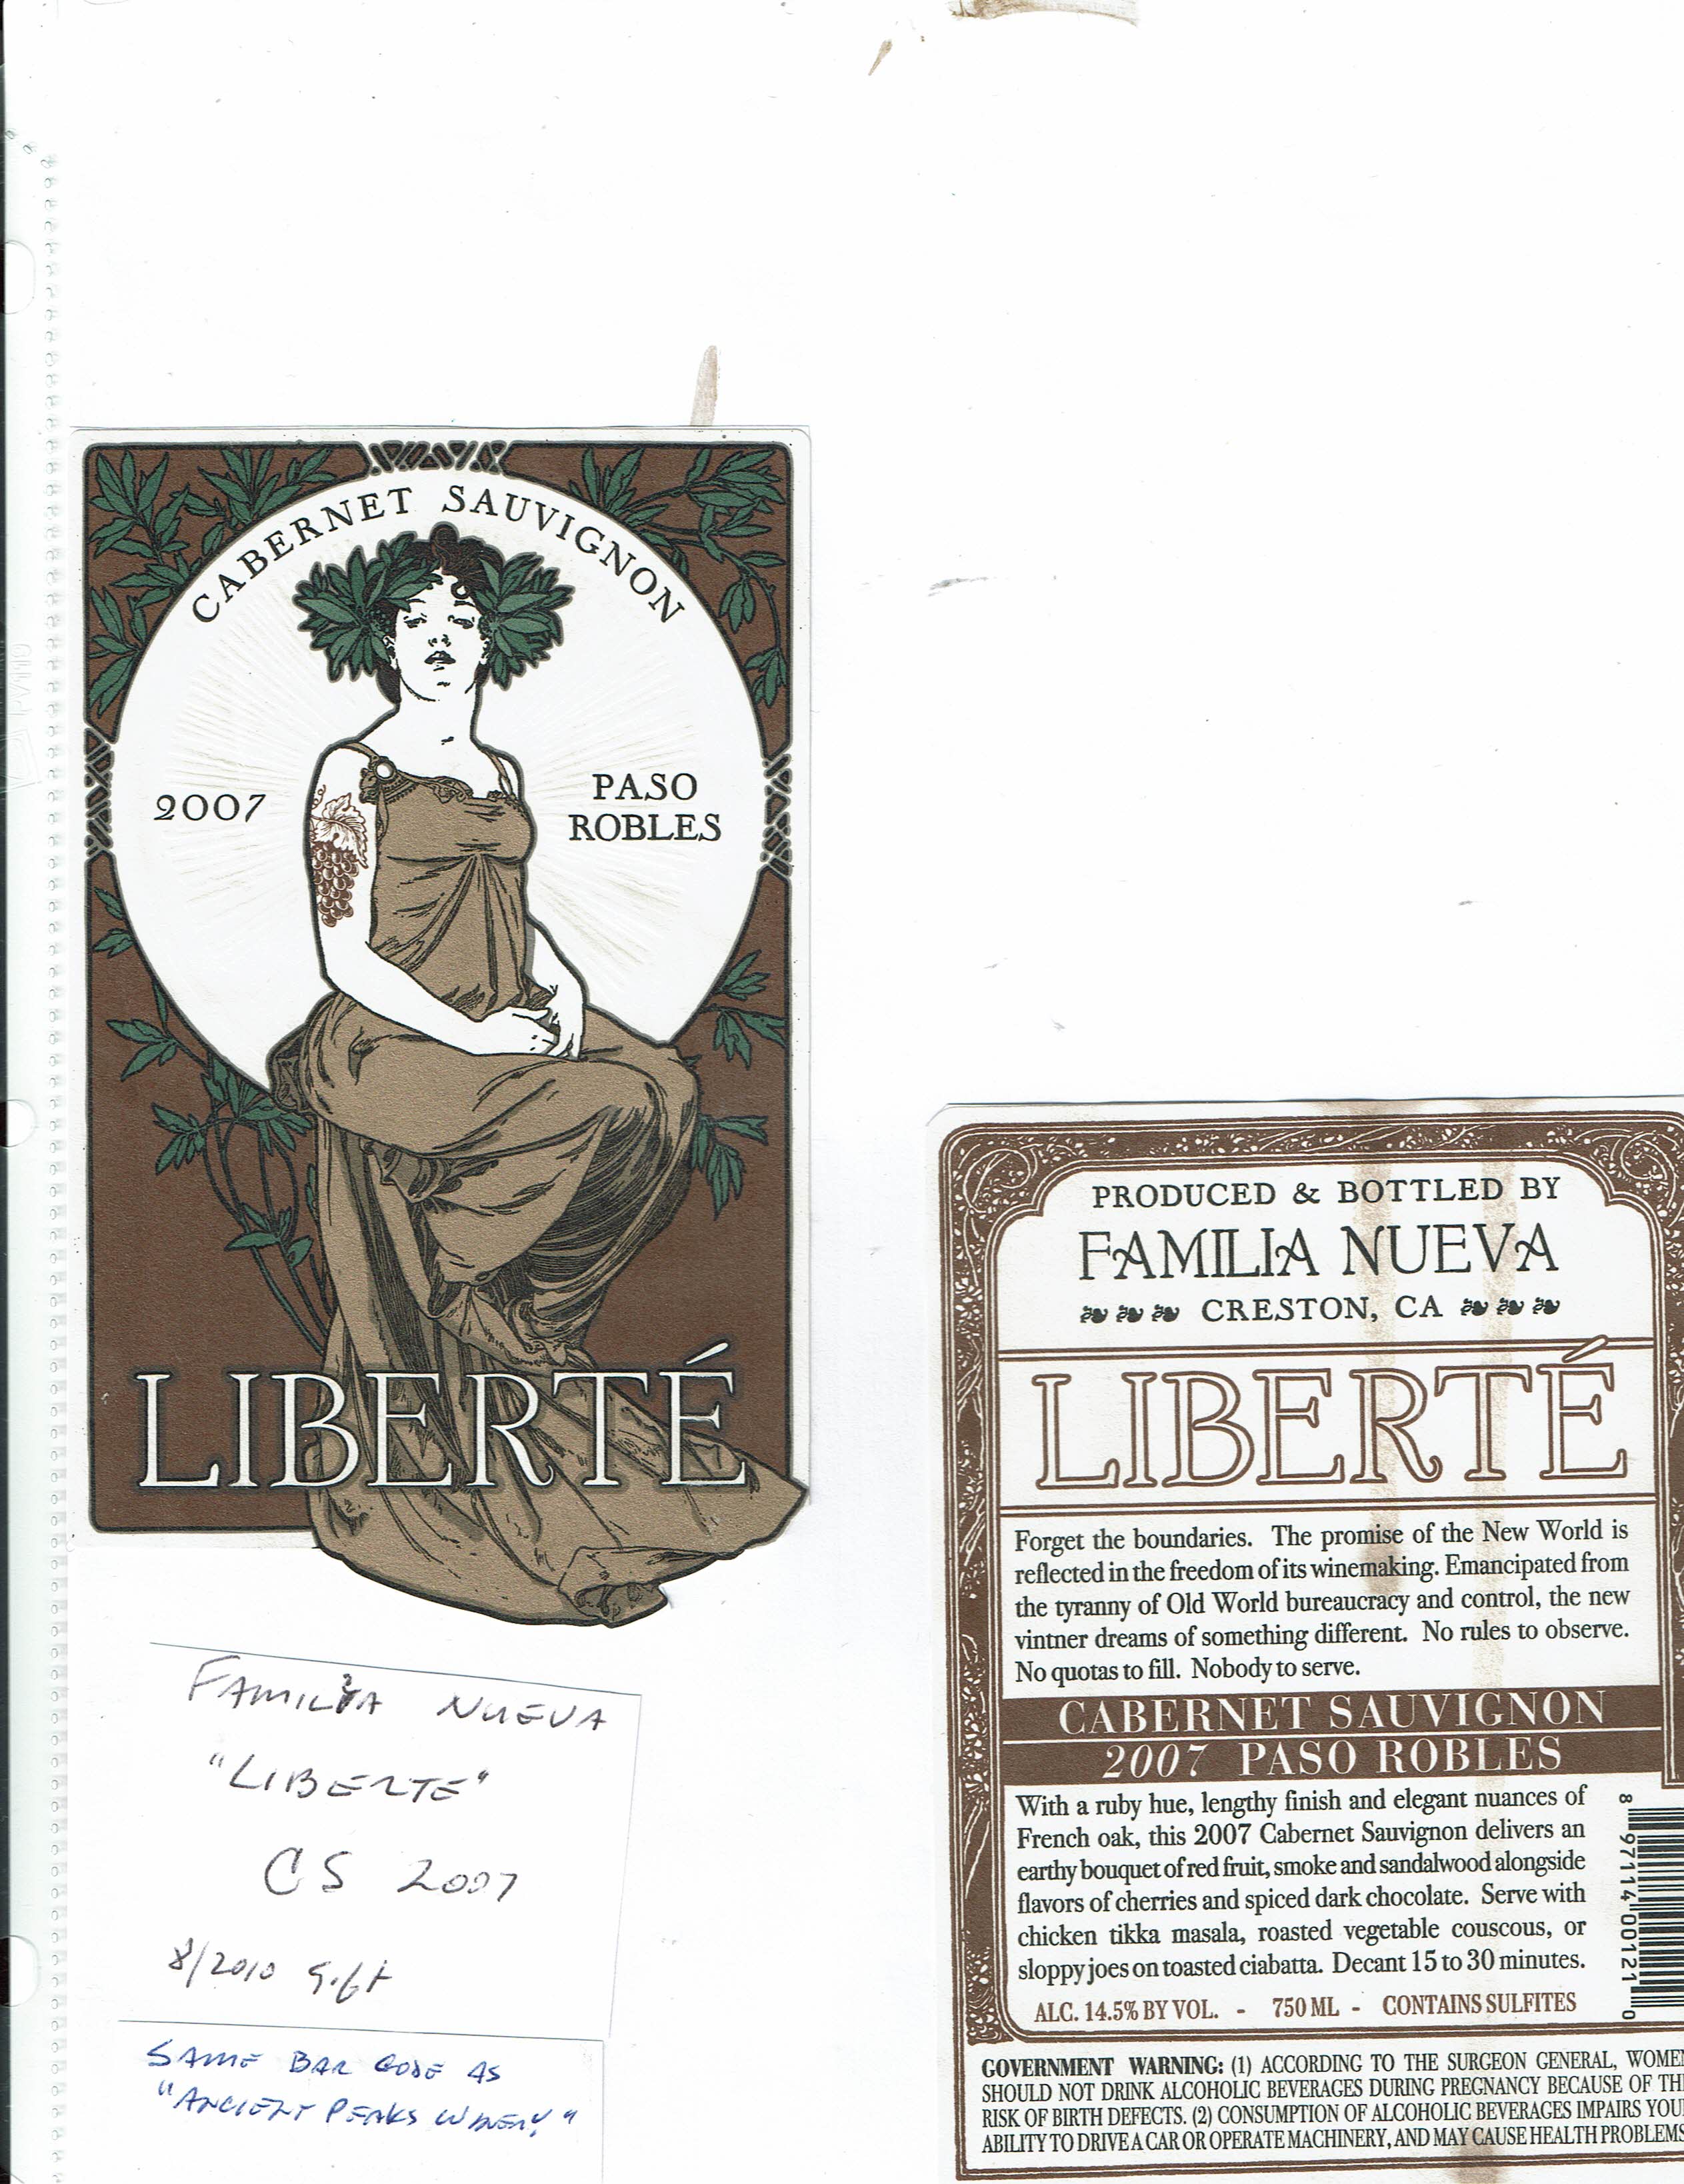 CABERNET SAUVIGNON
2007
PASO
ROBLES
LIBERTÉ
FAMILIA NUEVA
"LIBERTE"
CS 2007
8/2010 Gift
SAME BAR CODE AS
"ANCIENT PEAKS WINERY"
PRODUCED & BOTTLED BY
FAMILIA NUEVA
CRESTON, CA
LIBERTÉ
Forget the boundaries. The promise of the New World is
reflected in the freedom of its winemaking. Emancipated from
the tyranny of Old World bureaucracy and control, the new
vintner dreams of something different. No rules to observe.
No quotas to fill. Nobody to serve.
CABERNET SAUVIGNON
2007 PASO ROBLES
With a ruby hue, lengthy finish and elegant nuances of
French oak, this 2007 Cabernet Sauvignon delivers an
earthy bouquet of red fruit, smoke and sandalwood alongside
flavors of cherries and spiced dark chocolate. Serve with
chicken tikka masala, roasted vegetable couscous, or
sloppy joes on toasted ciabatta. Decant 15 to 30 minutes.
ALC. 14.5% BY VOL. - 750 ML - CONTAINS SULFITES
8 97114 00121 0
GOVERNMENT WARNING: (1) ACCORDING TO THE SURGEON GENERAL, WOMEN
SHOULD NOT DRINK ALCOHOLIC BEVERAGES DURING PREGNANCY BECAUSE OF TH
RISK OF BIRTH DEFECTS. (2) CONSUMPTION OF ALCOHOLIC BEVERAGES IMPAIRS YOU
ABILITY TO DRIVE A CAR OR OPERATE MACHINERY, AND MAY CAUSE HEALTH PROBLEMS